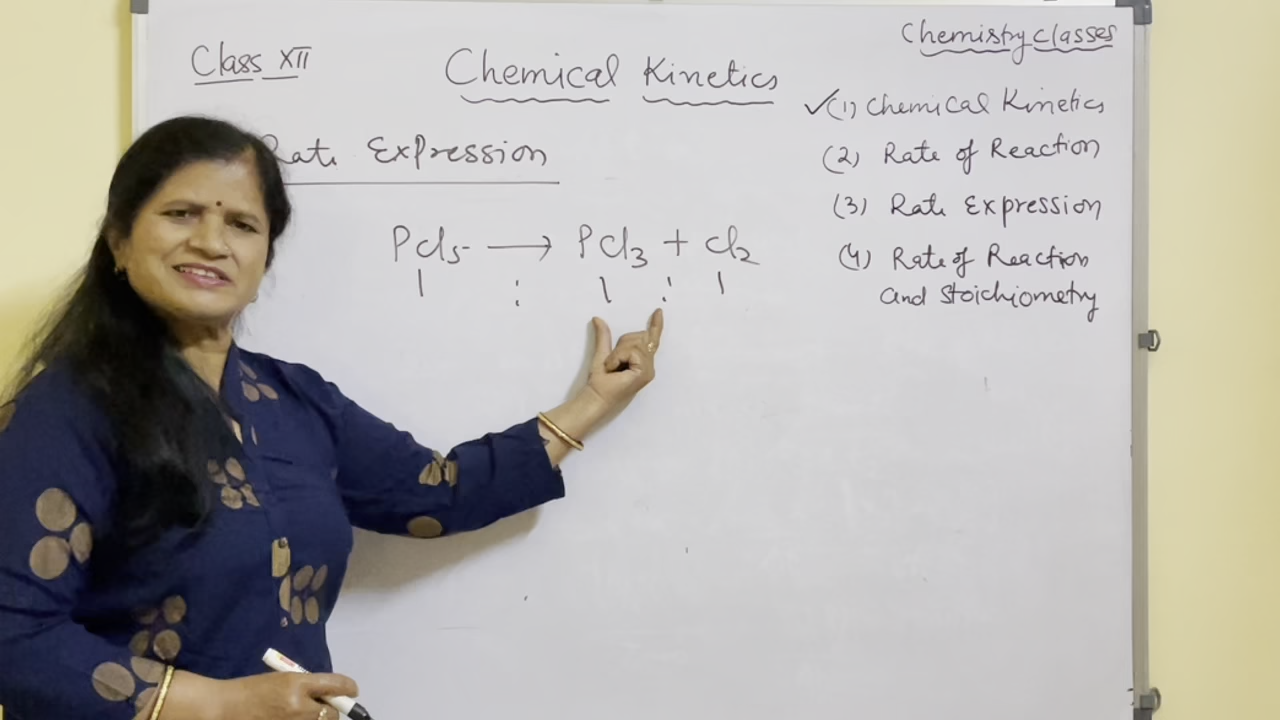 Chemistry classes
Class XII
Chemical Kinetics
Rate Expression
PCl5 ⟶ PCl3 + Cl2
1 : 1 : 1
✓(1) Chemical Kinetics
(2) Rate of Reaction
(3) Rate Expression
(4) Rate of Reaction
and Stoichiometry